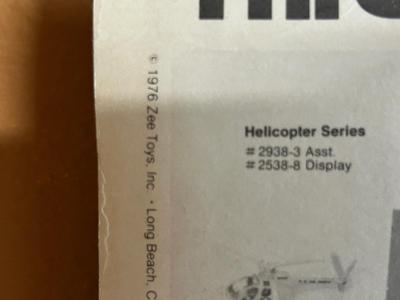 © 1976 Zee Toys, Inc. • Long Beach, C
Helicopter Series
# 2938-3 Asst.
# 2538-8 Display